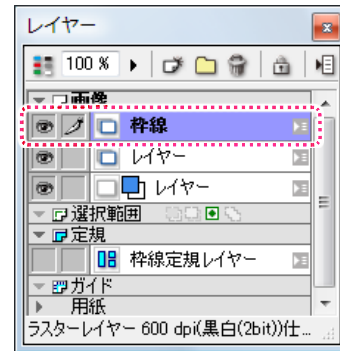 レイヤー
100 %
画像
枠線
レイヤー
レイヤー
選択範囲
定規
枠線定規レイヤー
ガイド
用紙
ラスターレイヤー 600 dpi(黒白(2bit))仕...